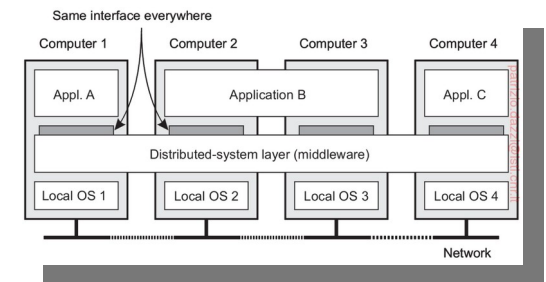 Same interface everywhere
Computer 1
Computer 2
Computer 3
Computer 4
Appl. A
Application B
Appl. C
Distributed-system layer (middleware)
Local OS 1
Local OS 2
Local OS 3
Local OS 4
Network